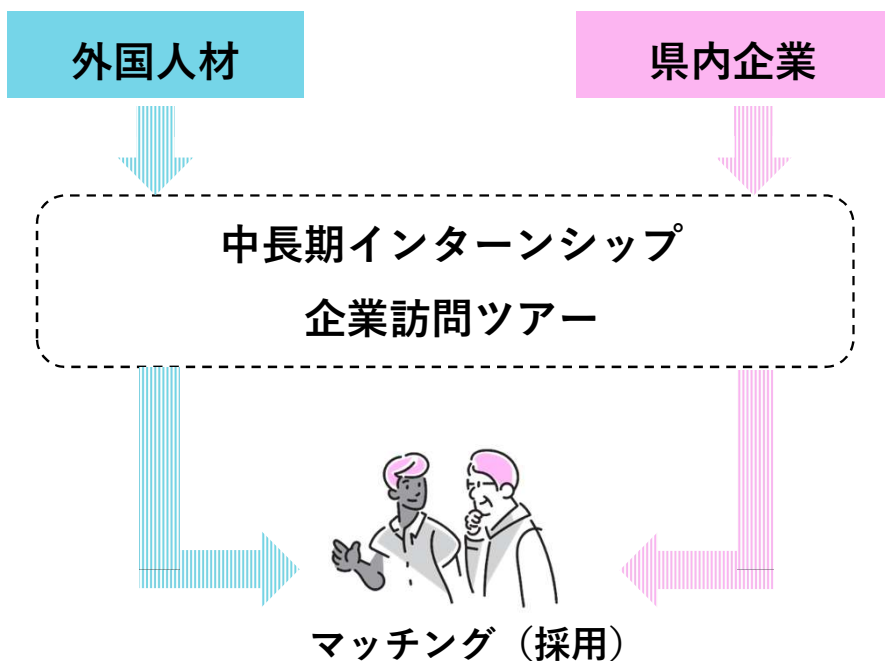 外国人材
県内企業
中長期インターンシップ
企業訪問ツアー
マッチング（採用）